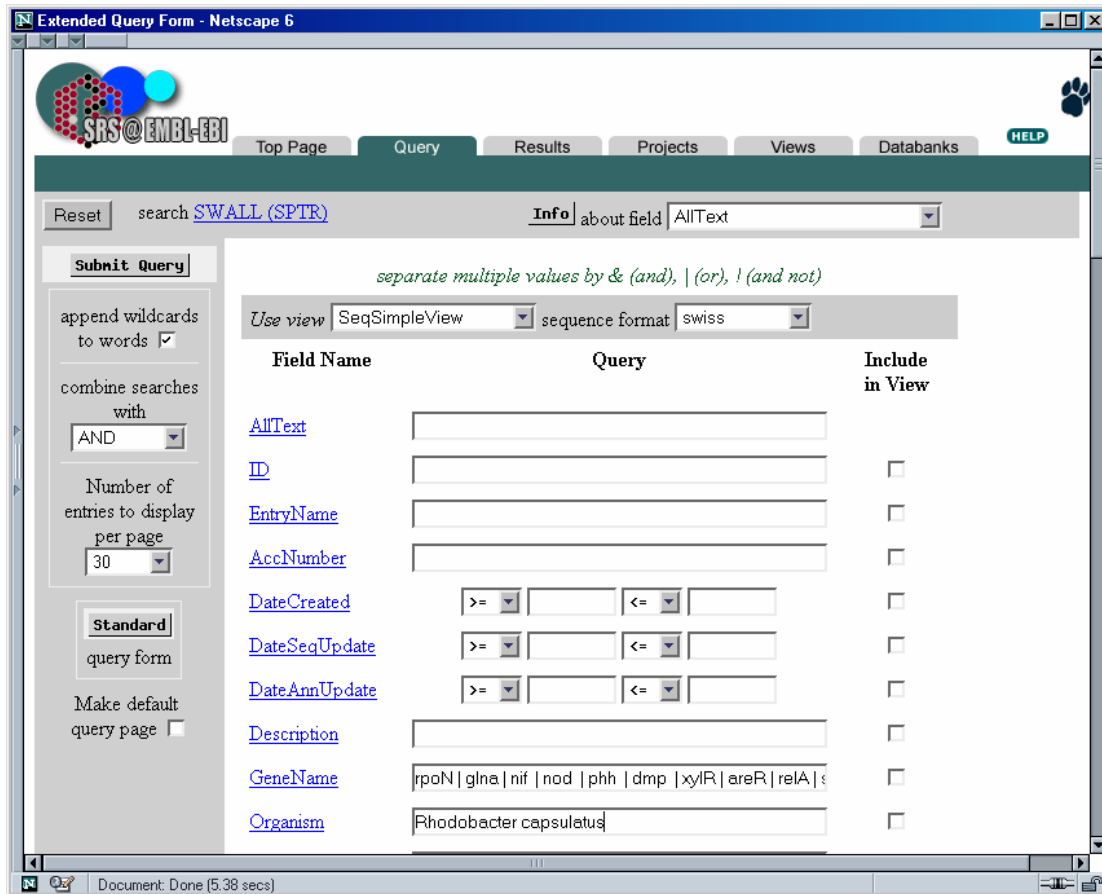 Extended Query Form - Netscape 6
SRS@EMBL-EBI
Top Page Query Results Projects Views Databanks HELP
Reset search SWALL (SPTR) Info about field AllText
Submit Query
separate multiple values by & (and), | (or), ! (and not)
append wildcards
to words
Use view SeqSimpleView sequence format swiss
Field Name Query Include
in View
combine searches
with
AND
AllText
ID
Number of
entries to display
per page
30
EntryName
AccNumber
DateCreated >= <=
Standard
query form
DateSeqUpdate >= <=
DateAnnUpdate >= <=
Make default
query page
Description
GeneName rpoN | glna | nif | nod | phh | dmp | xylR | areR | relA |
Organism Rhodobacter capsulatus
Document: Done (5.38 secs)